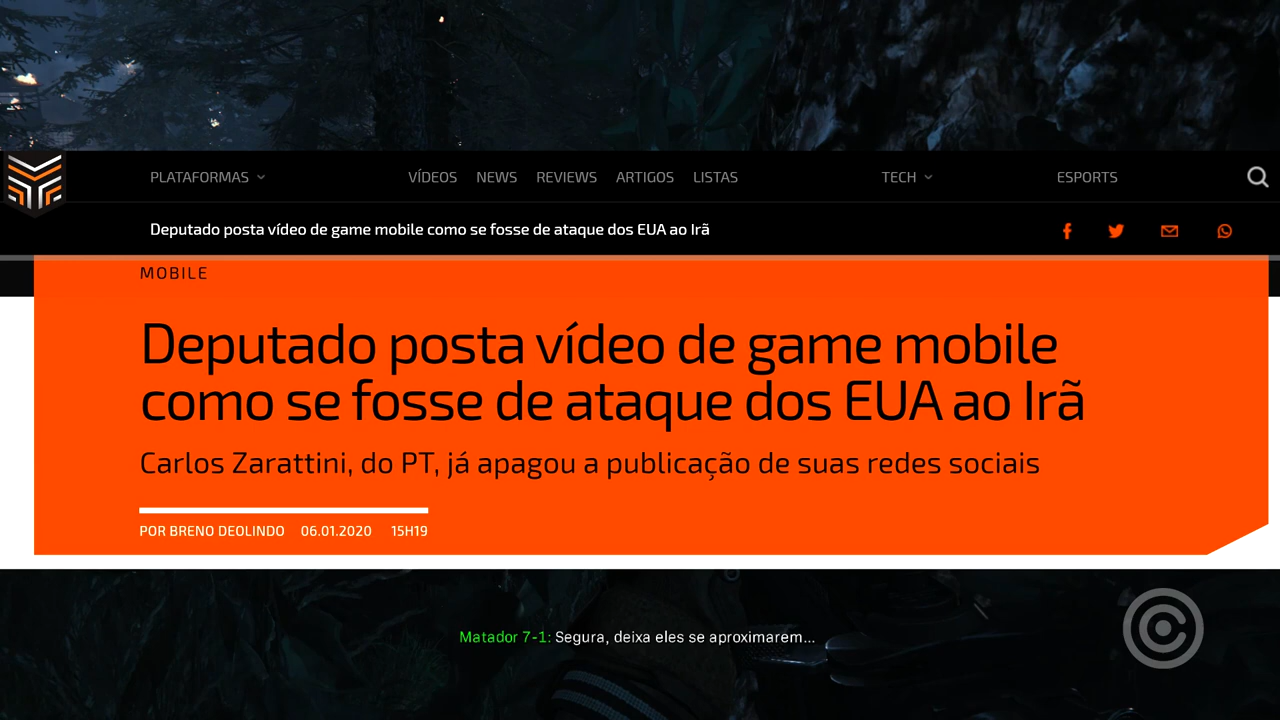 PLATAFORMAS VÍDEOS NEWS REVIEWS ARTIGOS LISTAS TECH ESPORTS
Deputado posta vídeo de game mobile como se fosse de ataque dos EUA ao Irã
MOBILE
Deputado posta vídeo de game mobile
como se fosse de ataque dos EUA ao Irã
Carlos Zarattini, do PT, já apagou a publicação de suas redes sociais
POR BRENO DEOLINDO 06.01.2020 15H19
Matador 7-1: Segura, deixa eles se aproximarem...